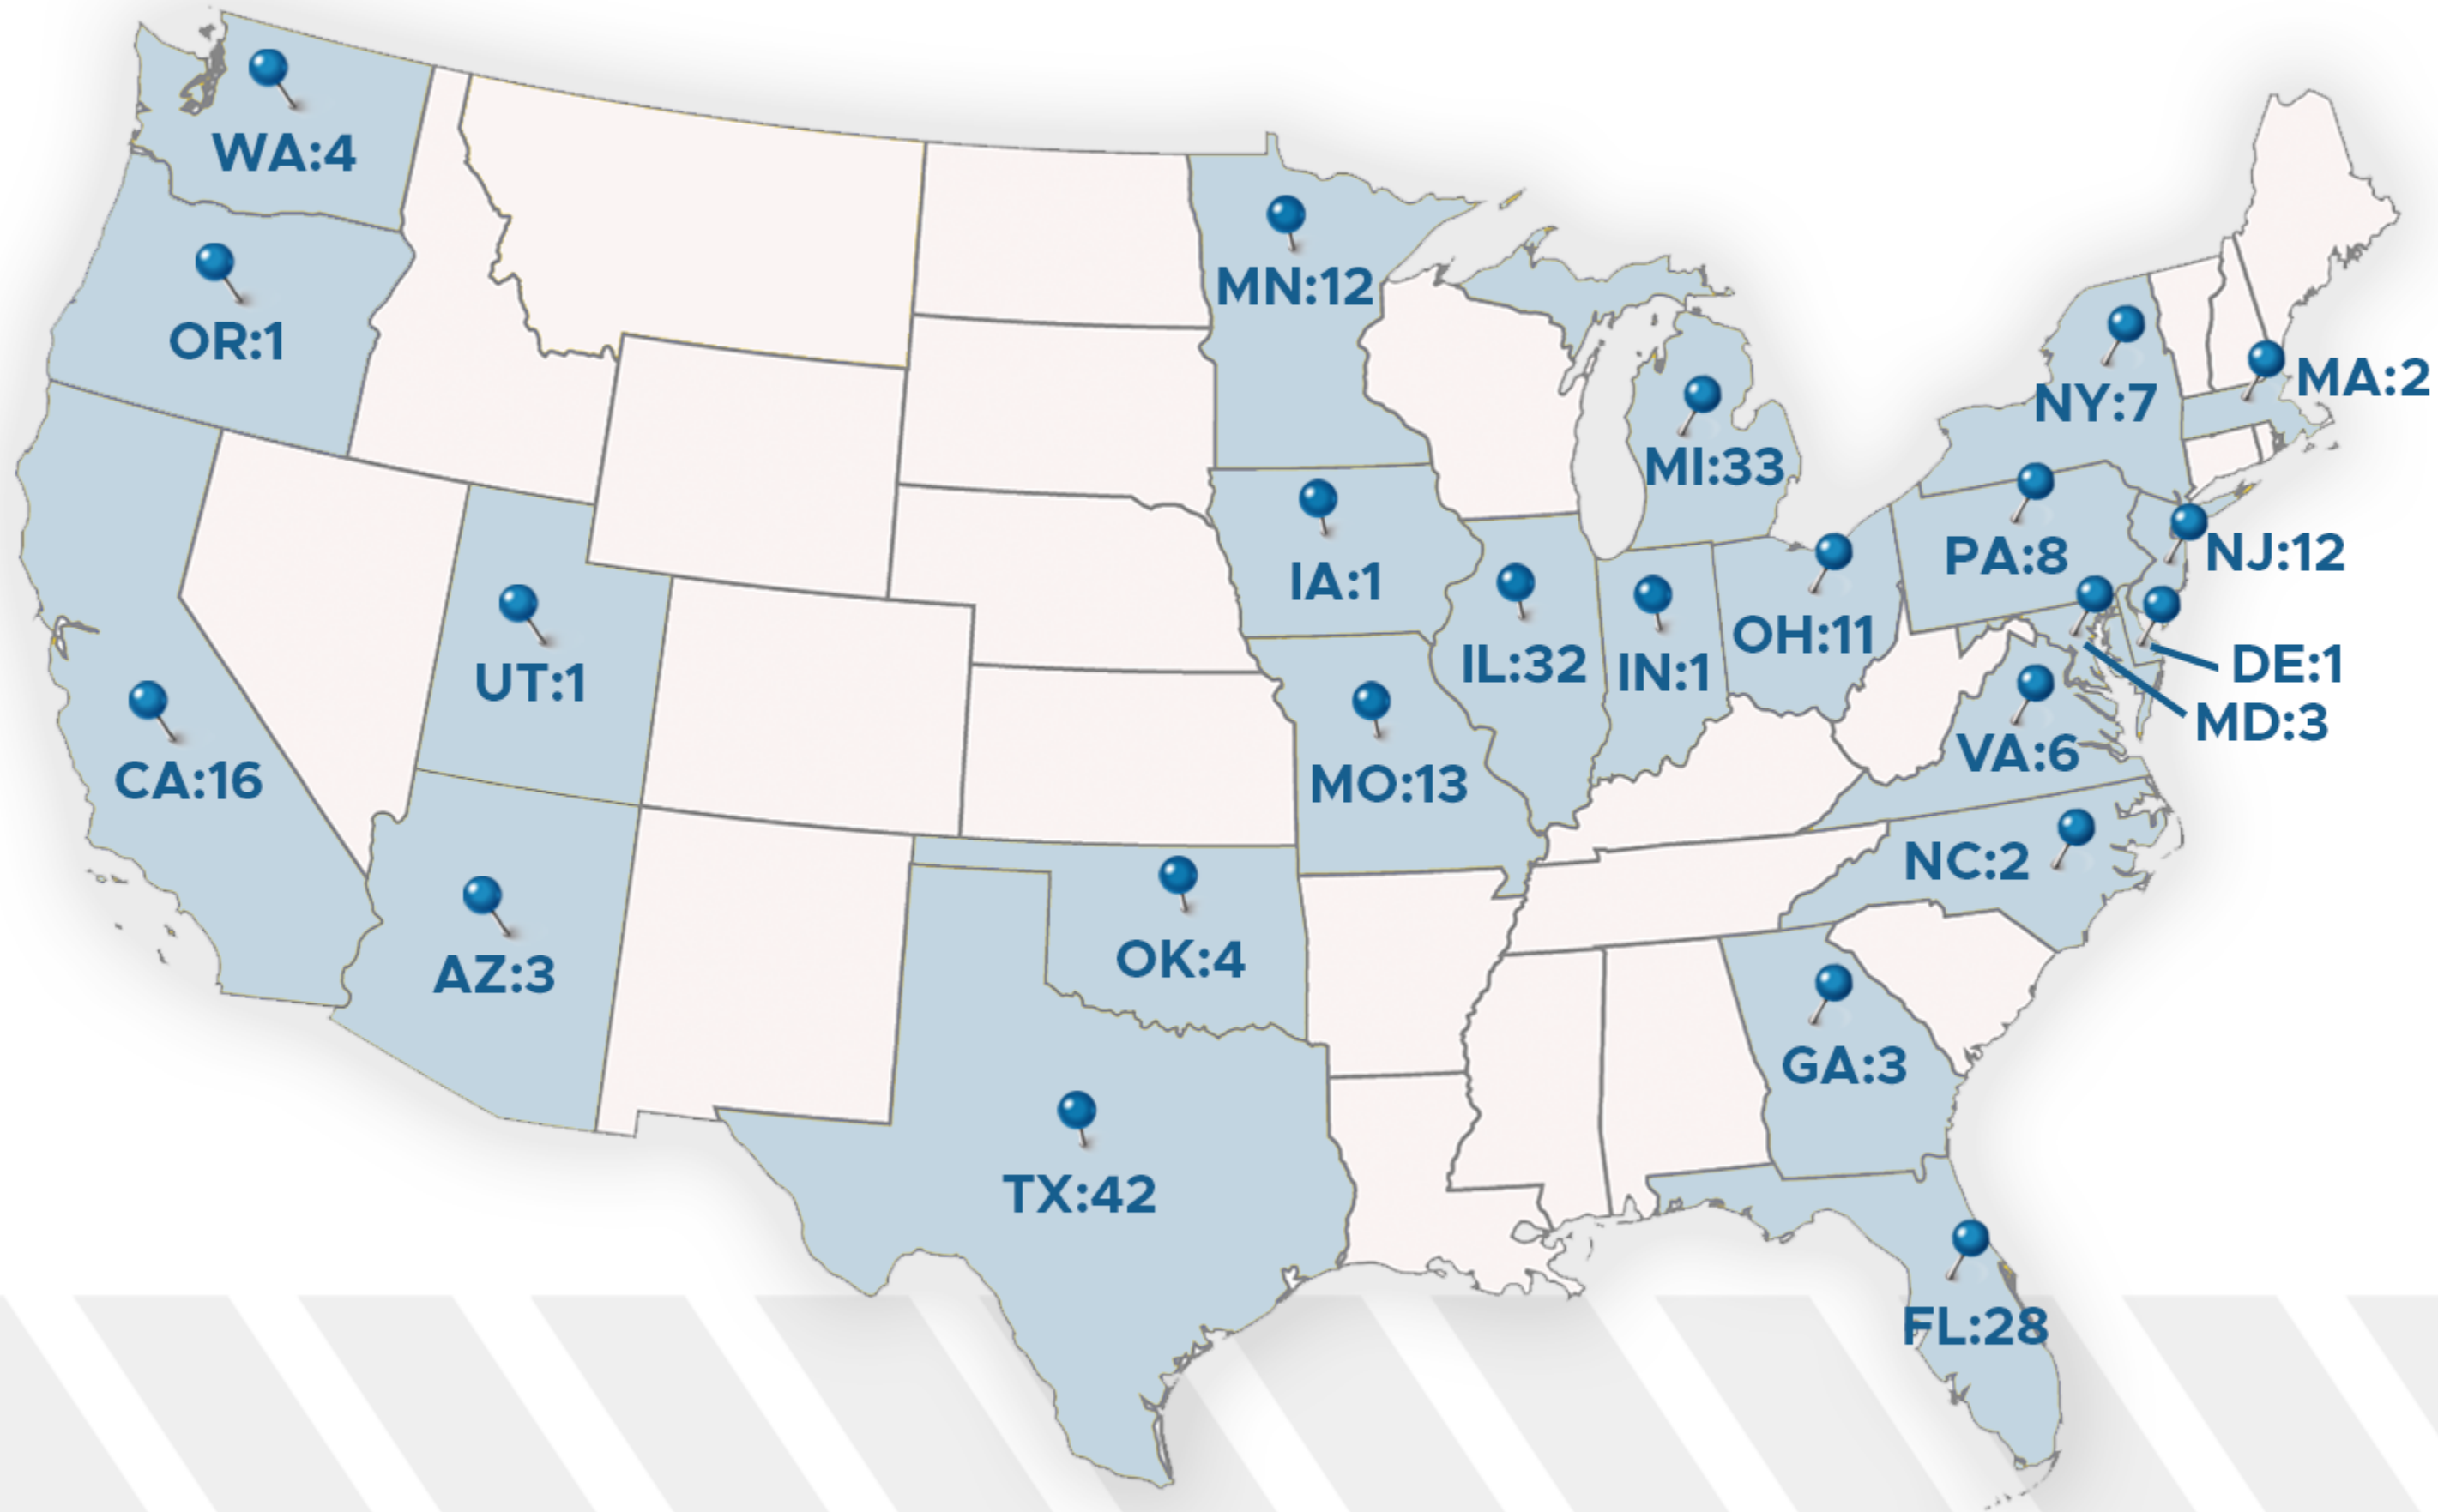 WA:4
MN:12
OR:1
MA:2
NY:7
MI:33
PA:8
NJ:12
IA:1
OH:11
IL:32
IN:1
DE:1
UT:1
MD:3
VA:6
CA:16
MO:13
NC:2
OK:4
AZ:3
GA:3
TX:42
FL:28